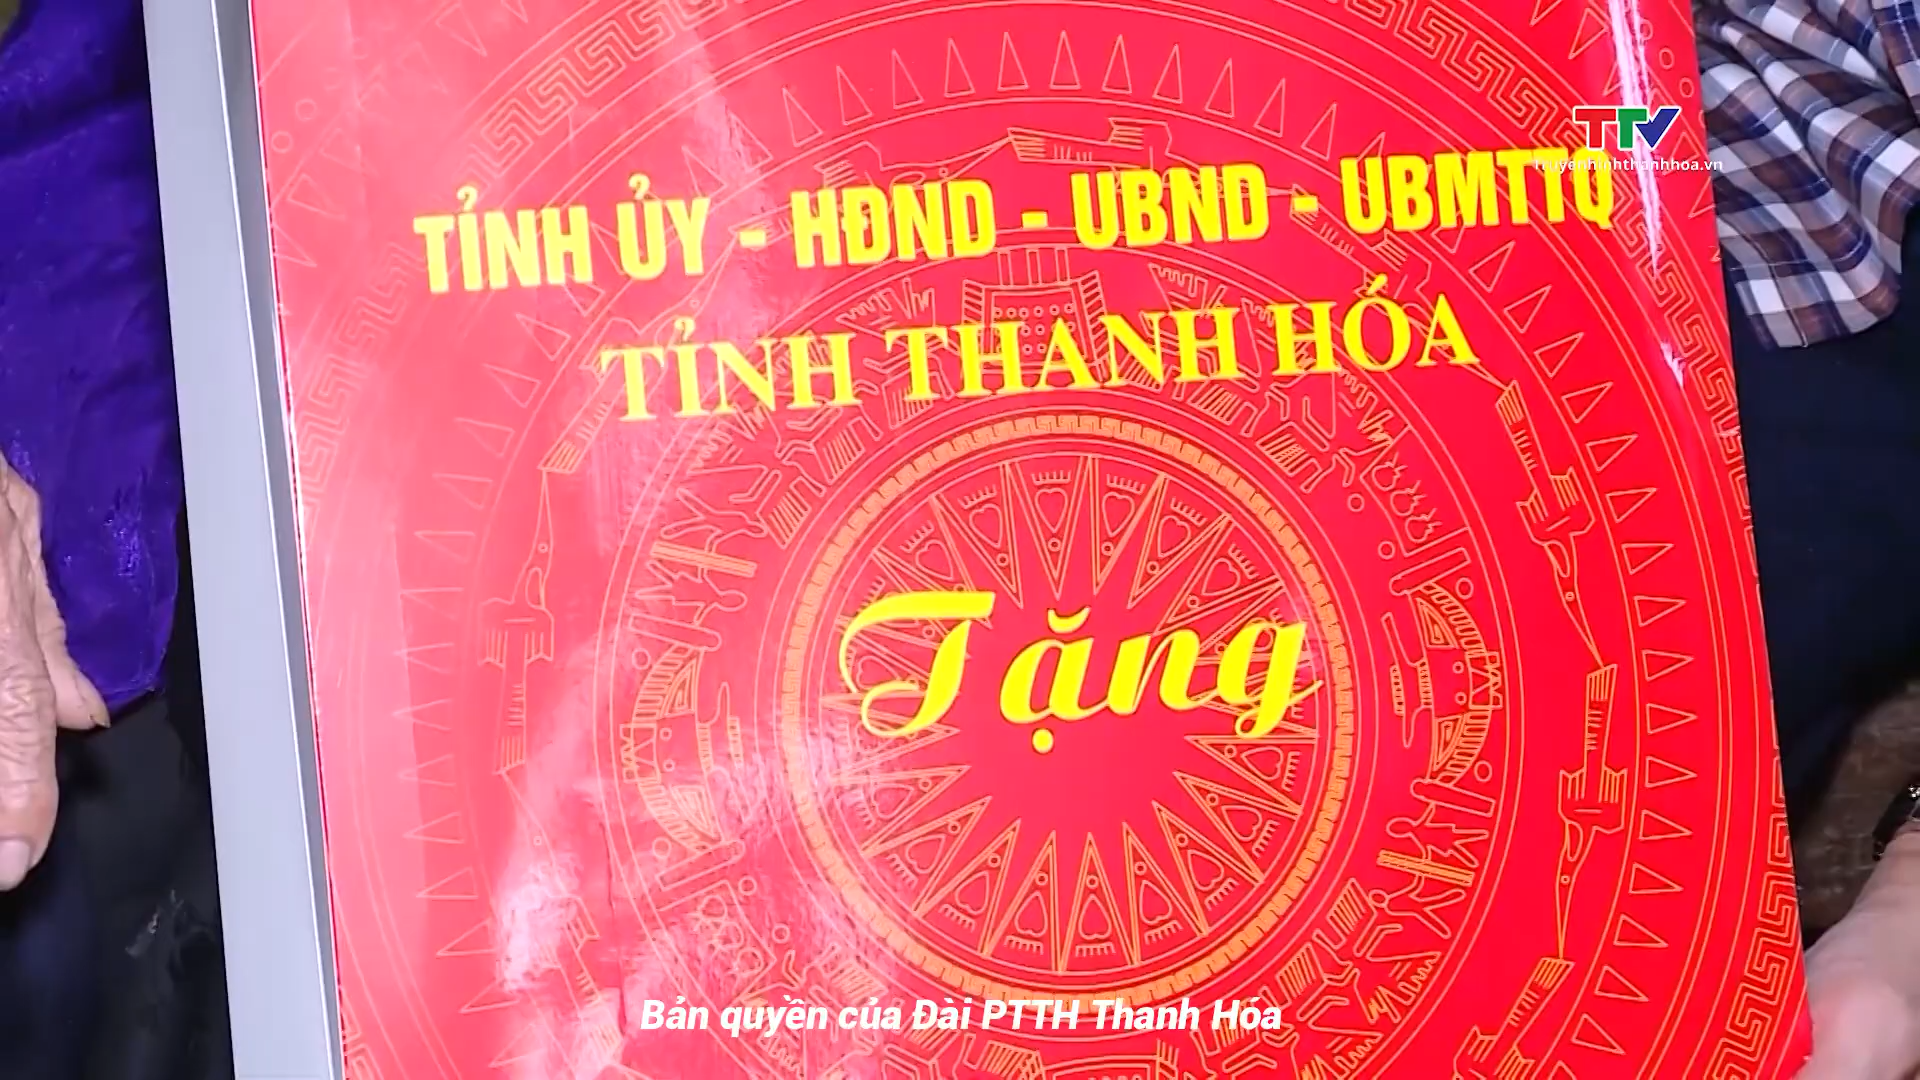 TTV
Truyenhinhthanhhoa.vn
TỈNH ỦY - HĐND - UBND - UBMTTQ
TỈNH THANH HÓA
Tặng
Bản quyền của Đài PTTH Thanh Hóa